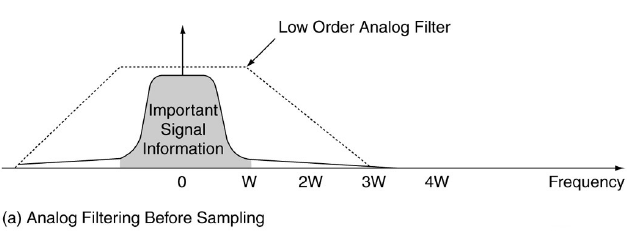 Low Order Analog Filter
Important
Signal
Information
0 W 2W 3W 4W Frequency
(a) Analog Filtering Before Sampling